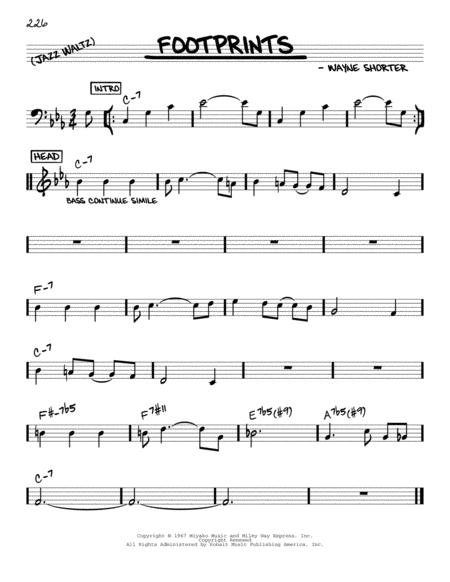 226
(JAZZ WALTZ)
FOOTPRINTS
- WAYNE SHORTER
INTRO
C-7
HEAD
C-7
BASS CONTINUE SIMILE
F-7
C-7
F#-7b5 F7#11 E7b5(#9) A7b5(#9)
C-7
Copyright © 1967 Miyako Music and Miley Way Express, Inc.
Copyright Renewed
All Rights Administered by Kobalt Music Publishing America, Inc.